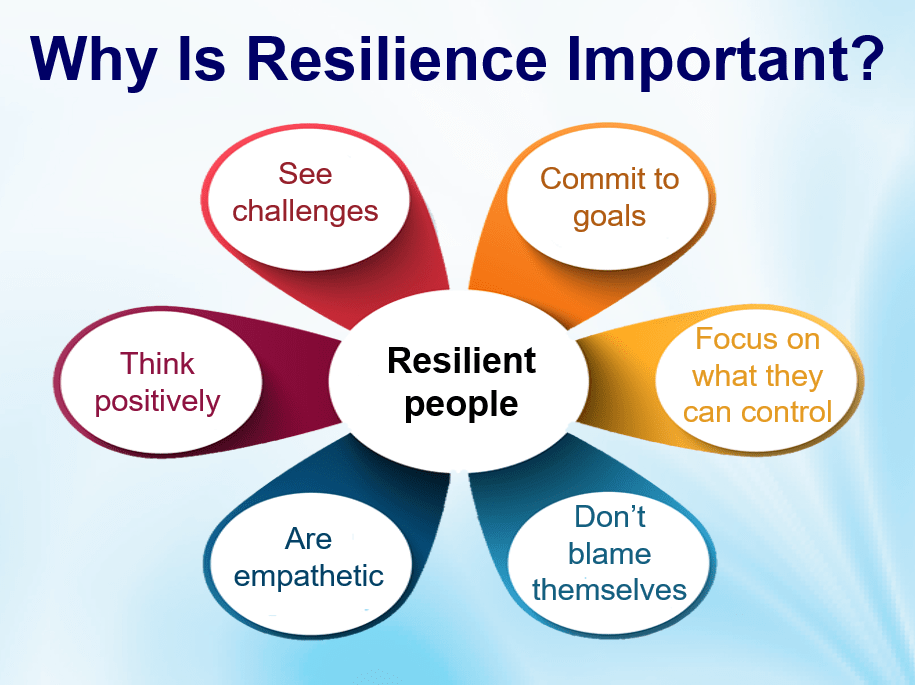 Why Is Resilience Important?
See
challenges
Commit to
goals
Think
positively
Resilient
people
Focus on
what they
can control
Are
empathetic
Don’t
blame
themselves